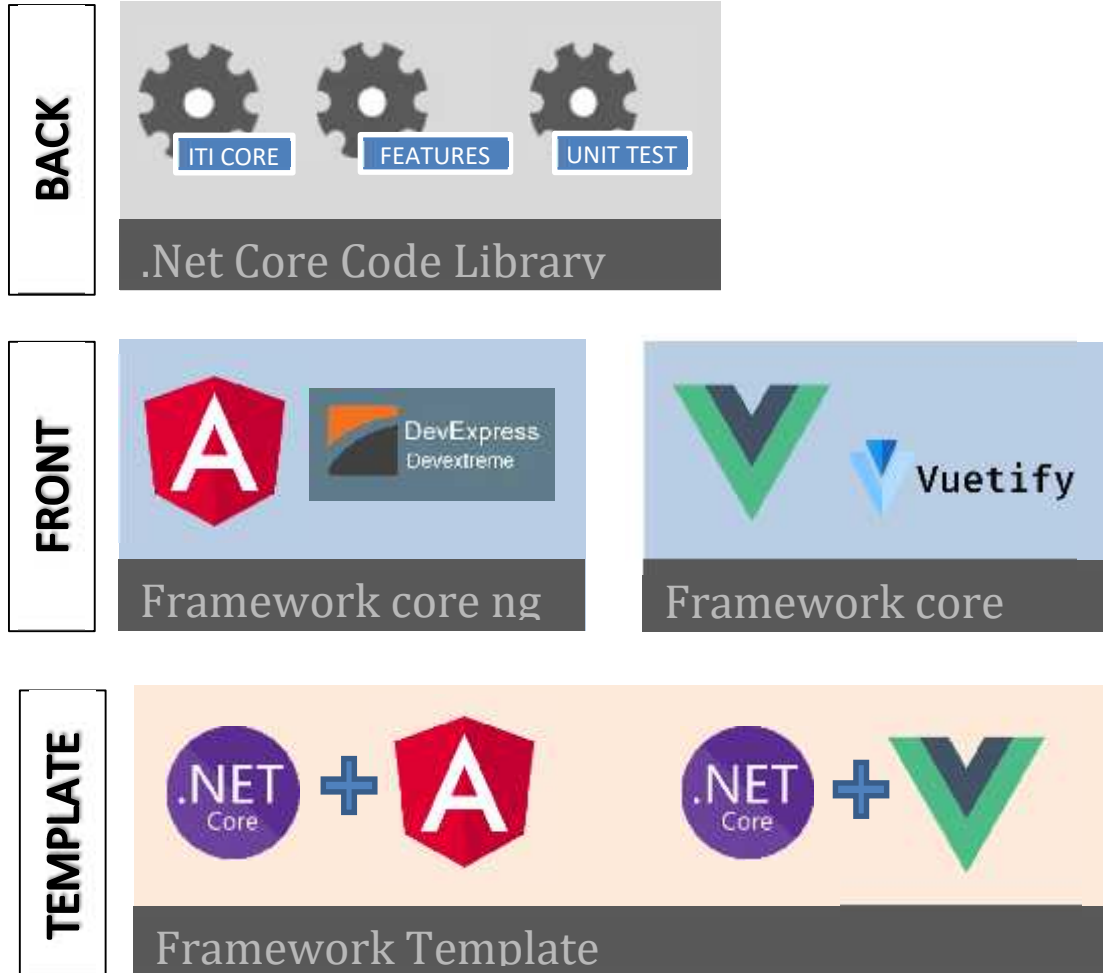 BACK
ITI CORE
FEATURES
UNIT TEST
.Net Core Code Library
FRONT
DevExpress
Devextreme
Vuetify
Framework core ng
Framework core
TEMPLATE
.NET
Core
.NET
Core
Framework Template